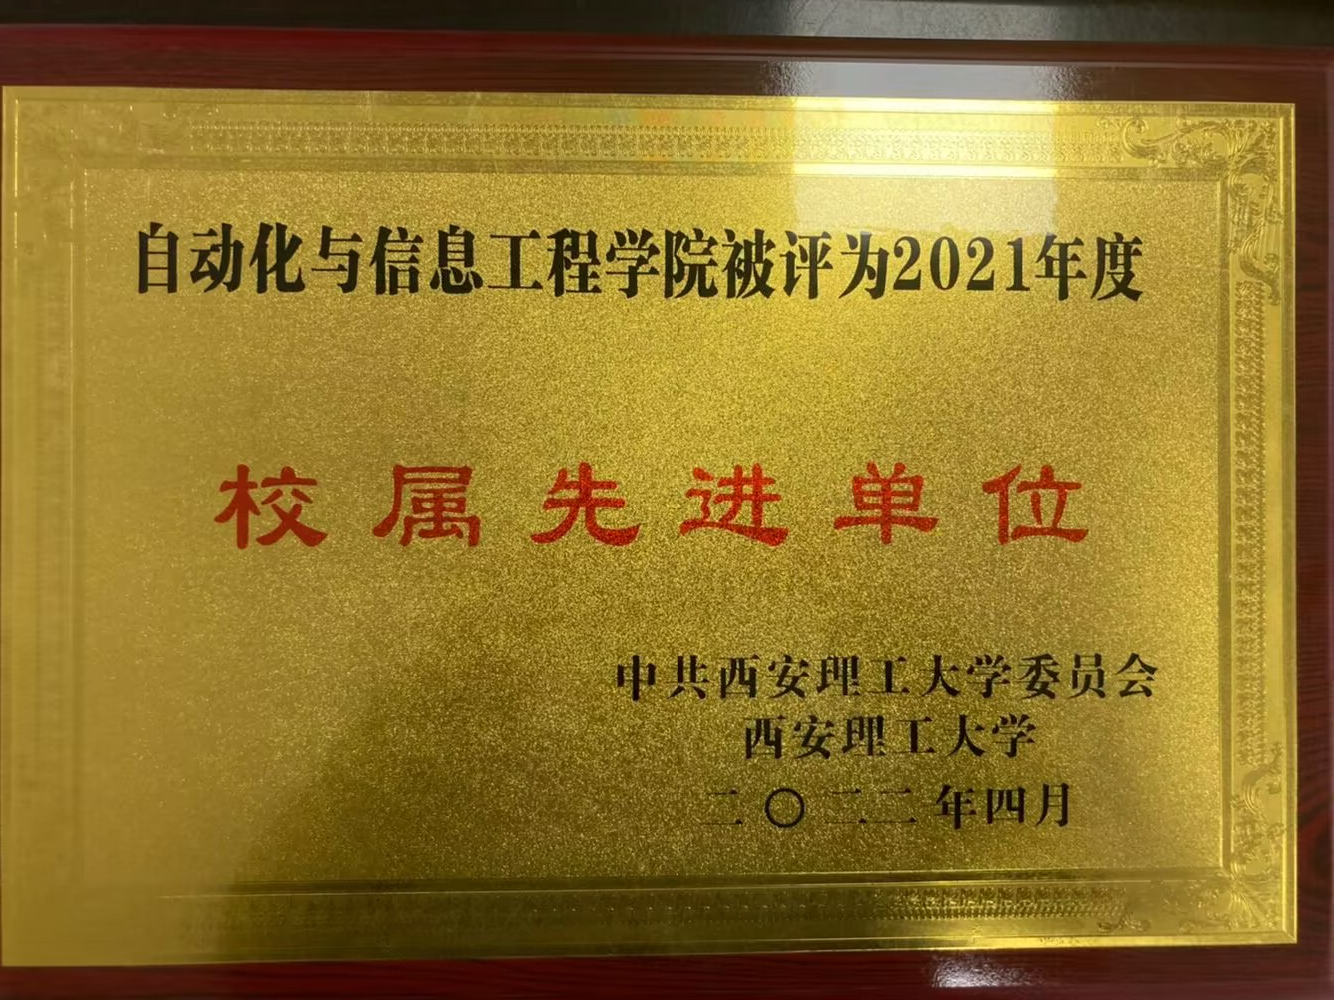 自动化与信息工程学院被评为2021年度
校属先进单位
中共西安理工大学委员会
西安理工大学
二〇二二年四月